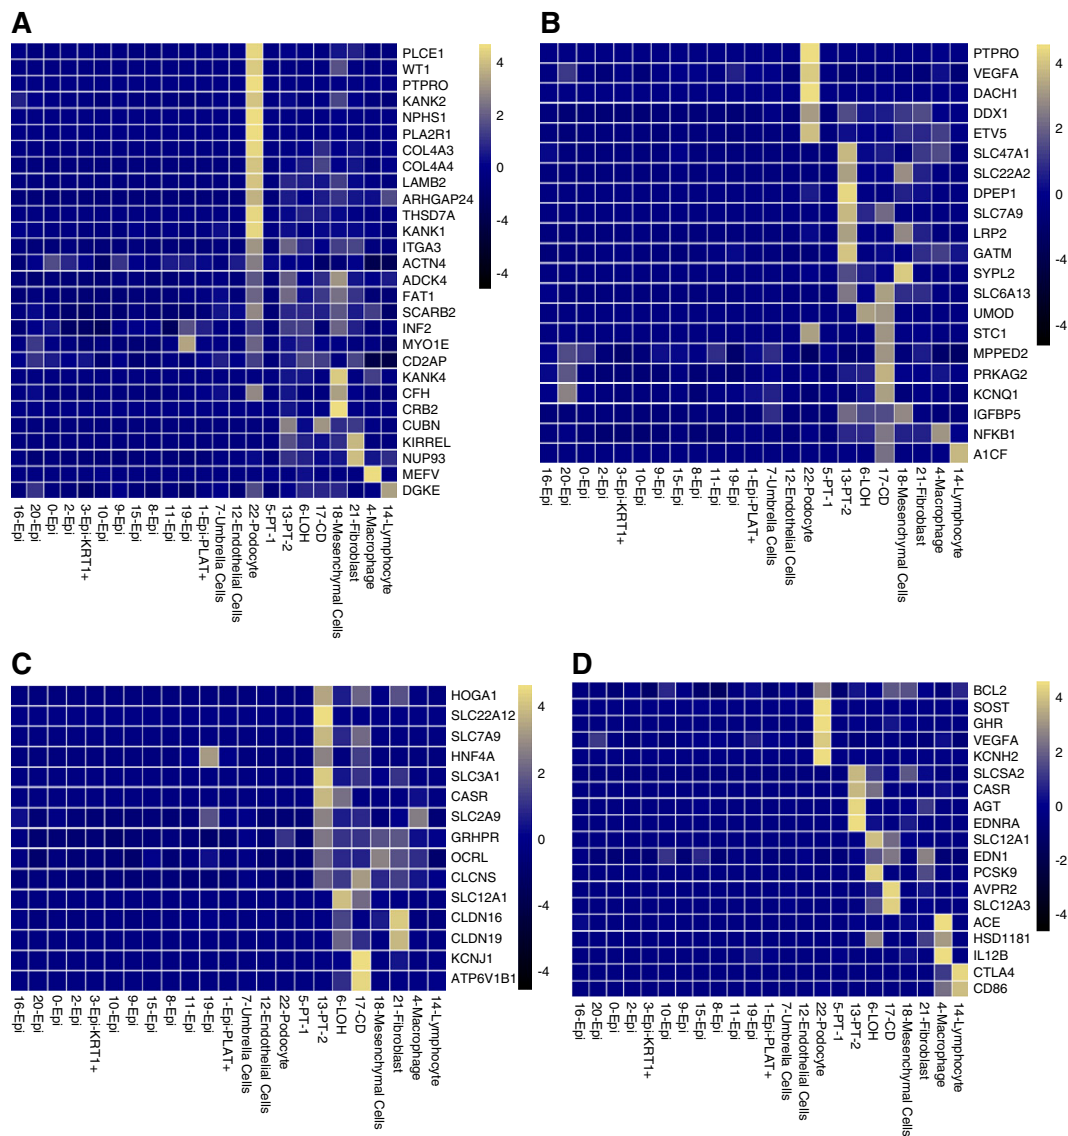 A
PLCE1
WT1
PTPRO
KANK2
NPHS1
PLA2R1
COL4A3
COL4A4
LAMB2
ARHGAP24
THSD7A
KANK1
ITGA3
ACTN4
ADCK4
FAT1
SCARB2
INF2
MYO1E
CD2AP
KANK4
CFH
CRB2
CUBN
KIRREL
NUP93
MEFV
DGKE
4
2
0
-4
-4
16-Epi
20-Epi
0-Epi
2-Epi
3-Epi-KRT1+
10-Epi
9-Epi
15-Epi
8-Epi
11-Epi
19-Epi
1-Epi-PLAT+
7-Umbrella Cells
12-Endothelial Cells
22-Podocyte
5-PT-1
13-PT-2
6-LOH
17-CD
18-Mesenchymal Cells
21-Fibroblast
4-Macrophage
14-Lymphocyte
B
PTPRO
VEGFA
DACH1
DDX1
ETV5
SLC47A1
SLC22A2
DPEP1
SLC7A9
LRP2
GATM
SYPL2
SLC6A13
UMOD
STC1
MPPED2
PRKAG2
KCNQ1
IGFBP5
NFKB1
A1CF
4
2
0
-4
-4
16-Epi
20-Epi
0-Epi
2-Epi
3-Epi-KRT1+
10-Epi
9-Epi
15-Epi
8-Epi
11-Epi
19-Epi
1-Epi-PLAT+
7-Umbrella Cells
12-Lyndothelial Cells
22-Podocyte
5-PT-1
13-PT-2
6-LOH
17-CD
18-Mesenchymal Cells
21-Fibroblast
4-Macrophage
14-Lymphocyte
C
HOGA1
SLC22A12
SLC7A9
HNF4A
SLC3A1
CASR
SLC2A9
GRHPR
OCRL
CLCNS
SLC12A1
CLDN16
CLDN19
KCNJ1
ATP6V1B1
4
2
0
-4
-4
16-Epi
20-Epi
0-Epi
2-Epi
3-Epi-KRT1+
10-Epi
9-Epi
15-Epi
8-Epi
11-Epi
19-Epi
1-Epi-PLAT+
7-Umbrella Cells
12-Endothelial Cells
22-Podocyte
5-PT-1
13-PT-2
6-LOH
17-CD
18-Mesenchymal Cells
21-Fibroblast
4-Macrophage
14-Lymphocyte
D
BCL2
SOST
GHR
VEGFA
KCNH2
SLCSA2
CASR
AGT
EDNRA
SLC12A1
EDN1
PCSK9
AVPR2
SLC12A3
ACE
HSD1181
IL12B
CTLA4
CD86
4
2
0
-2
-4
16-Epi
20-Epi
0-Epi
2-Epi
3-Epi-KRT1+
10-Epi
9-Epi
15-Epi
8-Epi
11-Epi
19-Epi
1-Epi-PLAT+
7-Umbrella Cells
12-Endothelial Cells
22-Podocyte
5-PT-1
13-PT-2
6-LOH
17-CD
18-Mesenchymal Cells
21-Fibroblast
4-Macrophage
14-Lymphocyte